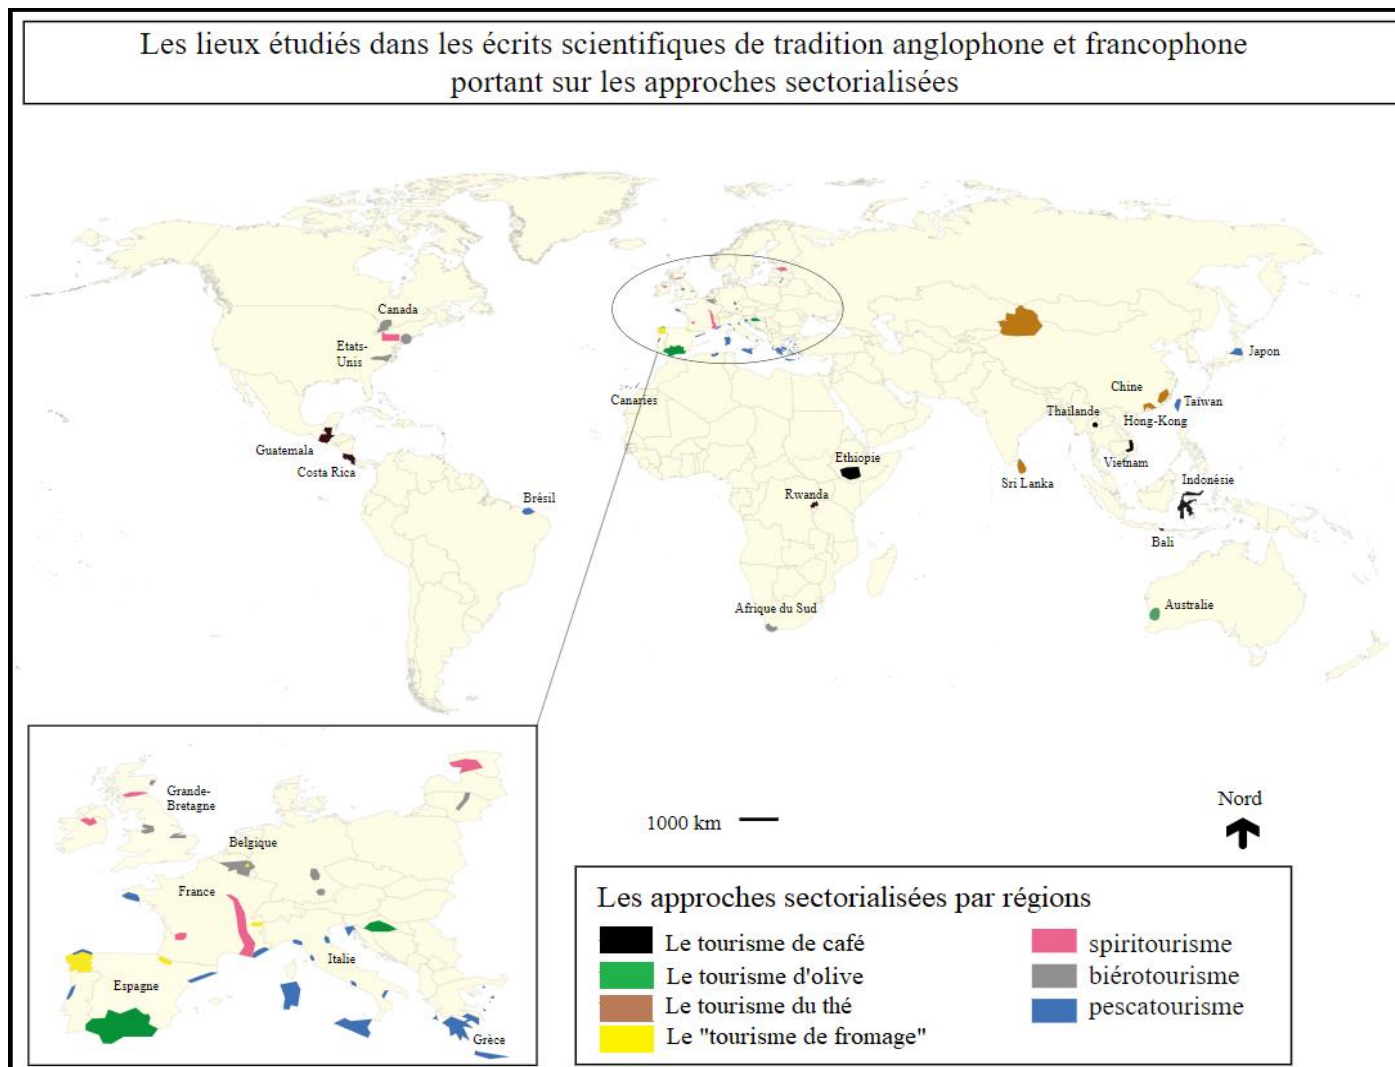 Les lieux étudiés dans les écrits scientifiques de tradition anglophone et francophone
portant sur les approches sectorialisées
Canada
Etats-
Unis
Guatemala
Costa Rica
Brésil
Canaries
Ethiopie
Rwanda
Afrique du Sud
Japon
Chine
Taïwan
Hong-Kong
Thaïlande
Vietnam
Sri Lanka
Indonésie
Bali
Australie
Grande-
Bretagne
Belgique
France
Italie
Espagne
Grèce
1000 km
Nord
Les approches sectorialisées par régions
Le tourisme de café
Le tourisme d'olive
Le tourisme du thé
Le "tourisme de fromage"
spiritourisme
biérotourisme
pescatourisme